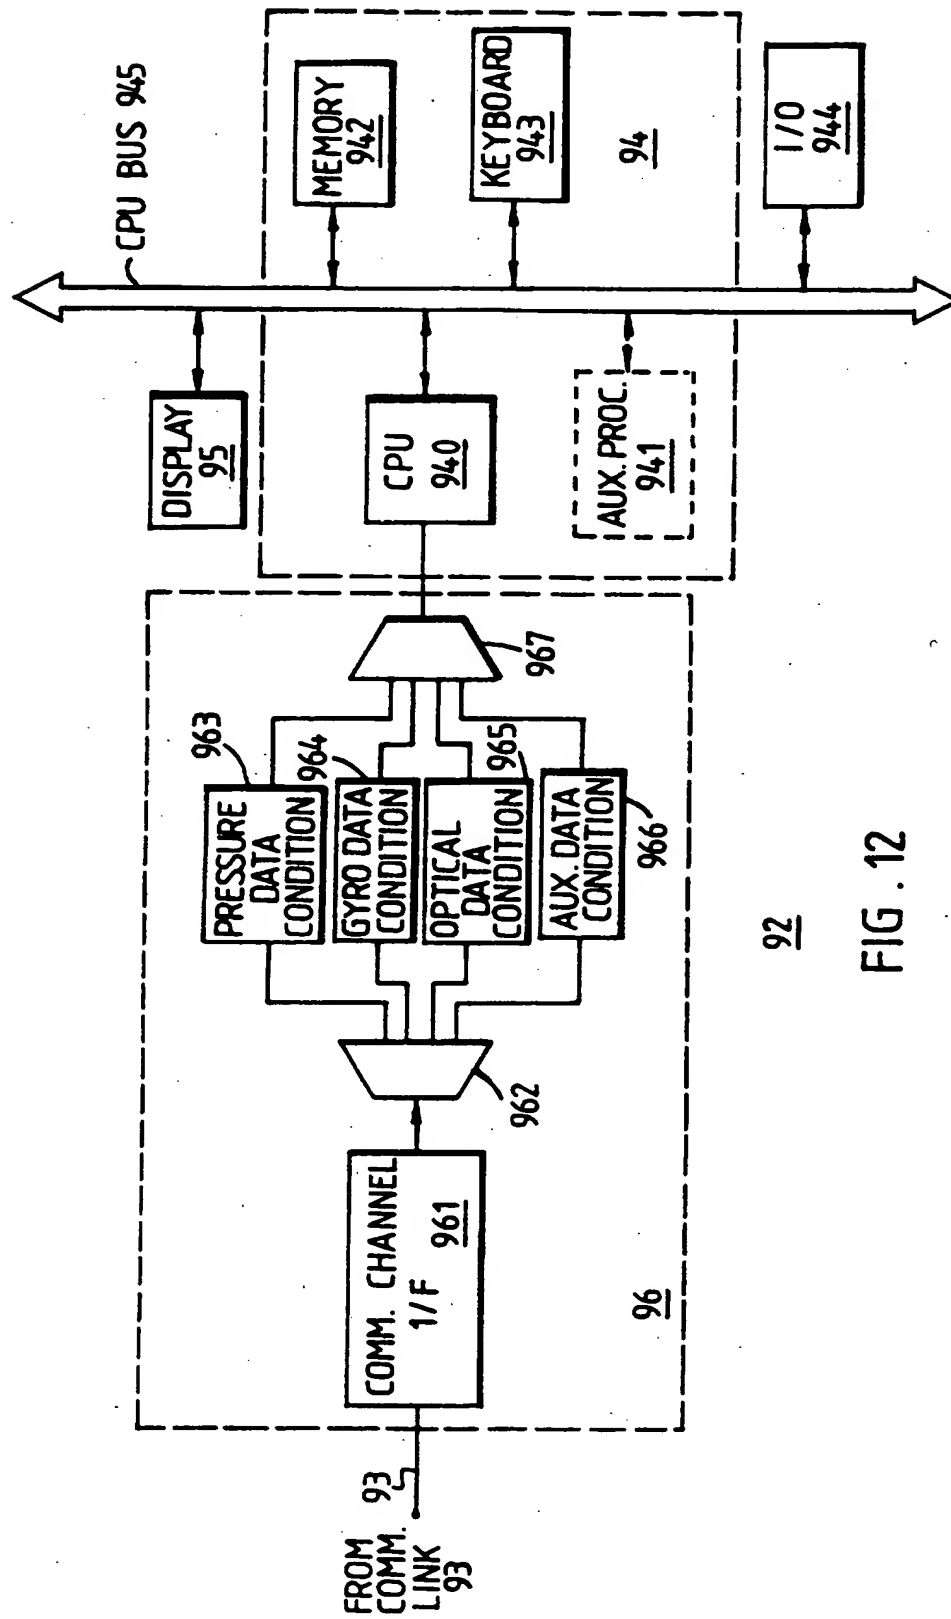 FROM
COMM.
LINK
93
93
COMM. CHANNEL
1/F
961
962
PRESSURE
DATA
CONDITION
963
GYRO DATA
CONDITION
964
OPTICAL
DATA
CONDITION
965
AUX. DATA
CONDITION
966
967
96
DISPLAY
95
CPU
940
AUX. PROC.
941
CPU BUS 945
MEMORY
942
KEYBOARD
943
94
I/O
944
92
FIG. 12